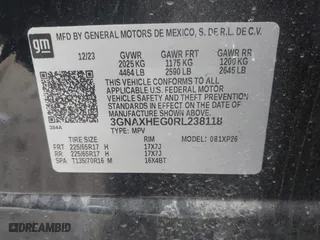 gm
MFD BY GENERAL MOTORS DE MEXICO, S. DE R.L. DE C.V.
12/23 GVWR GAWR FRT GAWR RR
2025 KG 1175 KG 1200 KG
4464 LB 2590 LB 2645 LB
THIS VEHICLE CONFORMS TO ALL
APPLICABLE U.S. FEDERAL MOTOR
VEHICLE SAFETY, BUMPER, AND THEFT PREVENTION
STANDARDS IN EFFECT ON THE DATE OF
MANUFACTURE SHOWN ABOVE.
3GNAXHEG0RL238118
TYPE: MPV
TIRE SIZE RIM MODEL: 081XP26
FRT 225/65R17 H 17X7J
RR 225/65R17 H 17X7J
SPA T135/70R16 M 16X4BT